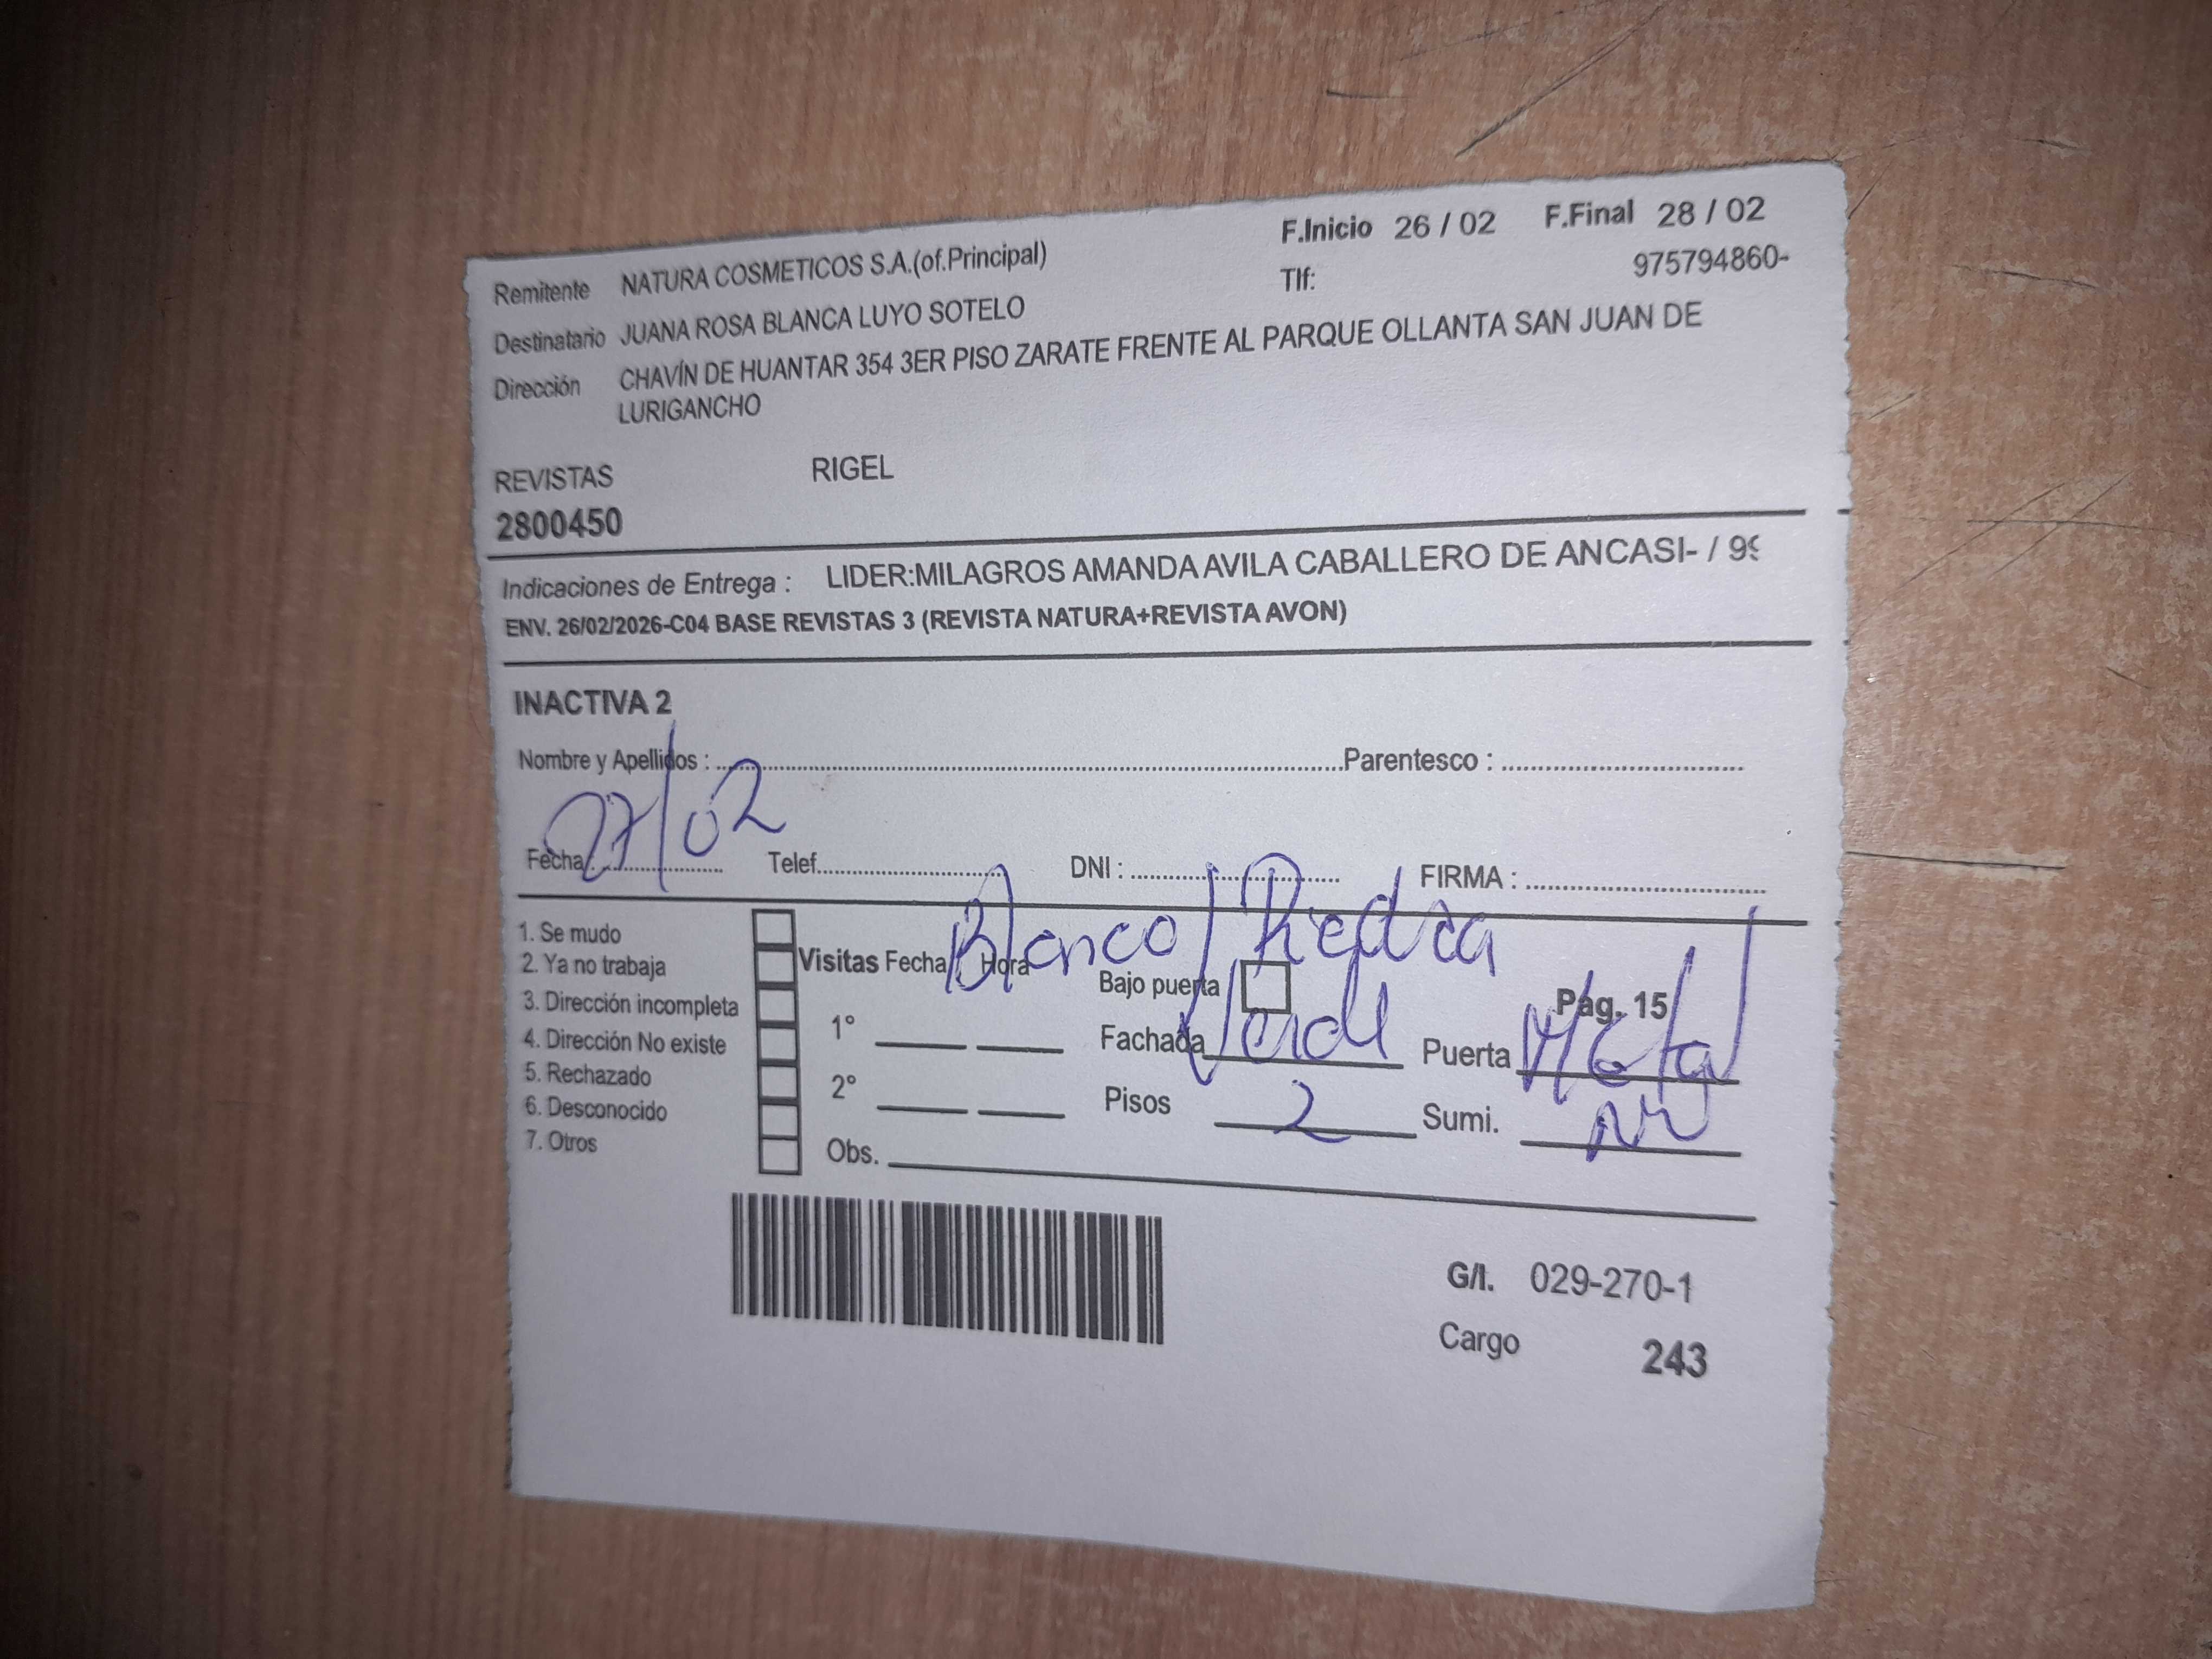 F.Inicio 26 / 02 F.Final 28 / 02
Remitente NATURA COSMETICOS S.A.(of.Principal) Tlf: 975794860-
Destinatario JUANA ROSA BLANCA LUYO SOTELO
Dirección CHAVÍN DE HUANTAR 354 3ER PISO ZARATE FRENTE AL PARQUE OLLANTA SAN JUAN DE
LURIGANCHO
REVISTAS RIGEL
2800450
Indicaciones de Entrega : LIDER:MILAGROS AMANDA AVILA CABALLERO DE ANCASI- / 99
ENV. 26/02/2026-C04 BASE REVISTAS 3 (REVISTA NATURA+REVISTA AVON)
INACTIVA 2
Nombre y Apellidos : Parentesco :
Fecha: 27/02 Telef. DNI : FIRMA :
Blanco/Piedra
1. Se mudo
2. Ya no trabaja
3. Dirección incompleta
4. Dirección No existe
5. Rechazado
6. Desconocido
7. Otros
Visitas Fecha Hora Bajo puerta Pag. 15
1° Fachada Verde Puerta Metal
2° Pisos 2 Sumi.
Obs.
G/I. 029-270-1
Cargo 243